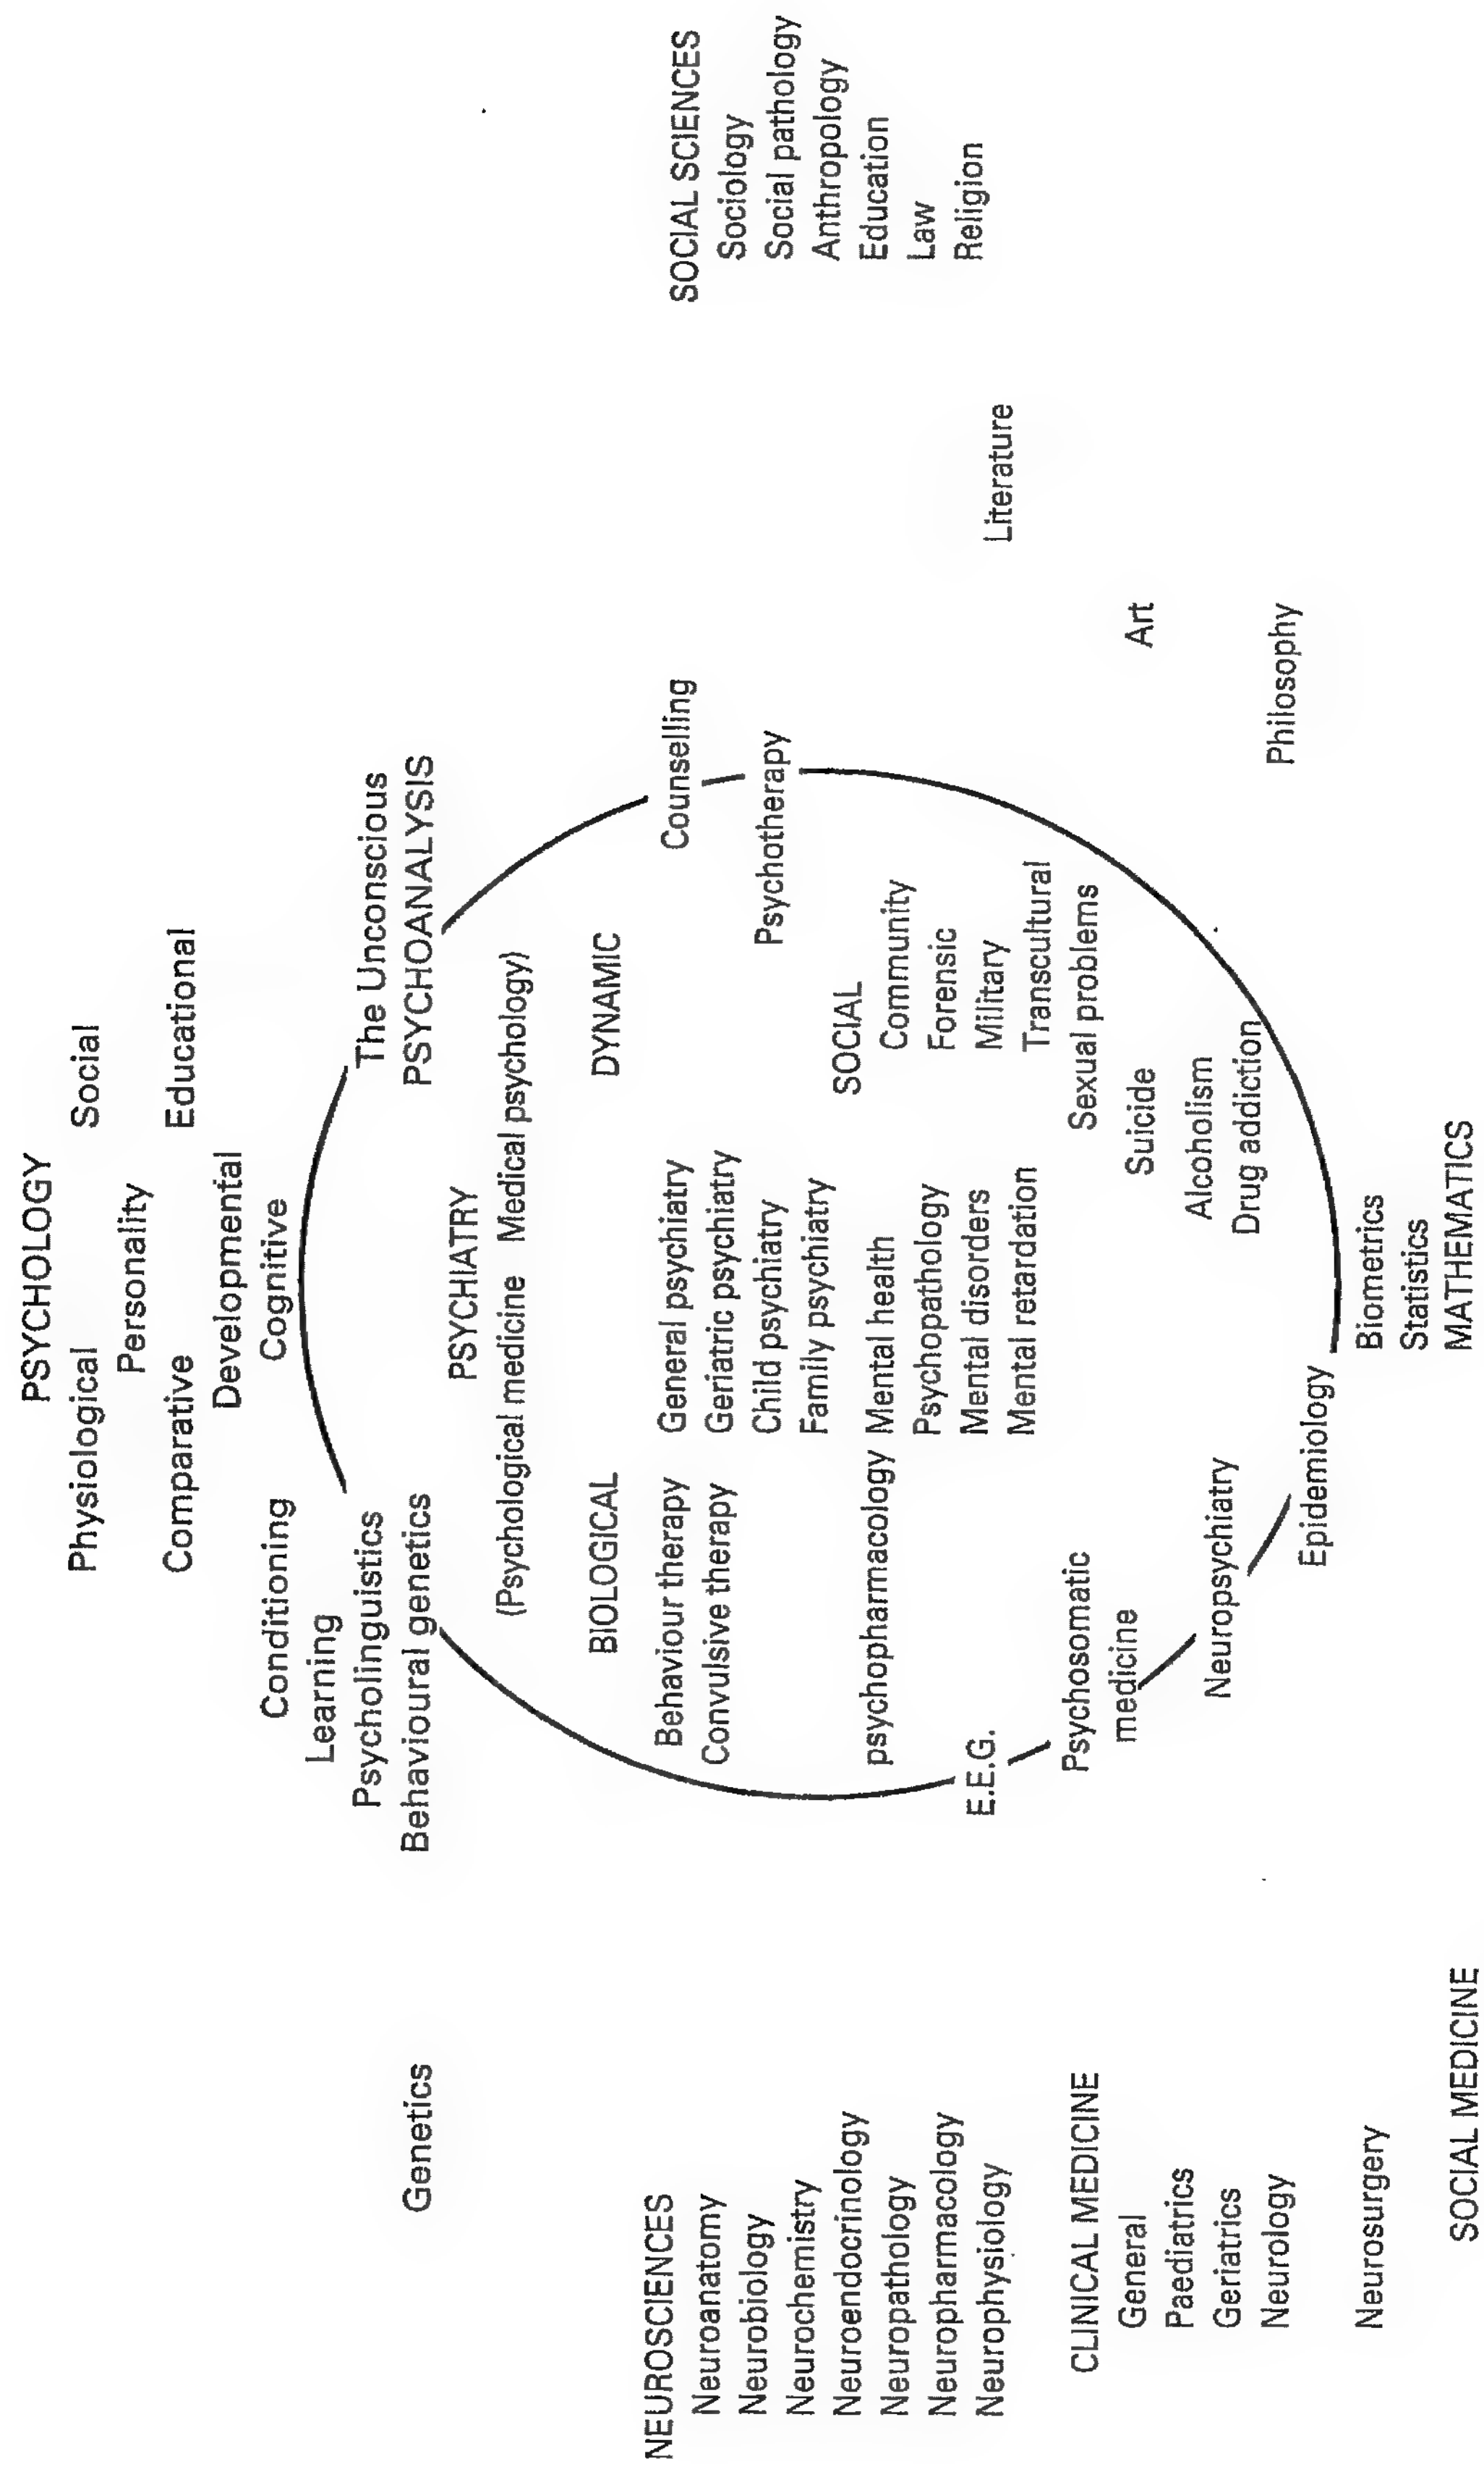 PSYCHOLOGY
Physiological Social
Personality
Comparative Educational
Developmental
Conditioning Cognitive
Learning
Psycholinguistics The Unconscious
Behavioural genetics PSYCHOANALYSIS
Genetics
PSYCHIATRY
(Psychological medicine Medical psychology)
BIOLOGICAL DYNAMIC
NEUROSCIENCES
Neuroanatomy
Neurobiology
Neurochemistry
Neuroendocrinology
Neuropathology
Neuropharmacology
Neurophysiology
Behaviour therapy
Convulsive therapy
psychopharmacology
E.E.G.
General psychiatry
Geriatric psychiatry
Child psychiatry
Family psychiatry
Mental health
Psychopathology
Mental disorders
Mental retardation
Counselling
Psychotherapy
SOCIAL
Community
Forensic
Military
Transcultural
Sexual problems
Suicide
Alcoholism
Drug addiction
SOCIAL SCIENCES
Sociology
Social pathology
Anthropology
Education
Law
Religion
Literature
Art
Philosophy
CLINICAL MEDICINE
General
Paediatrics
Geriatrics
Neurology
Neurosurgery
SOCIAL MEDICINE
Psychosomatic
medicine
Neuropsychiatry
Epidemiology
Biometrics
Statistics
MATHEMATICS